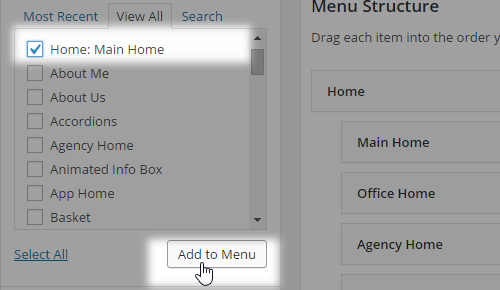 Most Recent View All Search
Home: Main Home
About Me
About Us
Accordions
Agency Home
Animated Info Box
App Home
Basket
Select All
Add to Menu
Menu Structure
Drag each item into the order y
Home
Main Home
Office Home
Agency Home